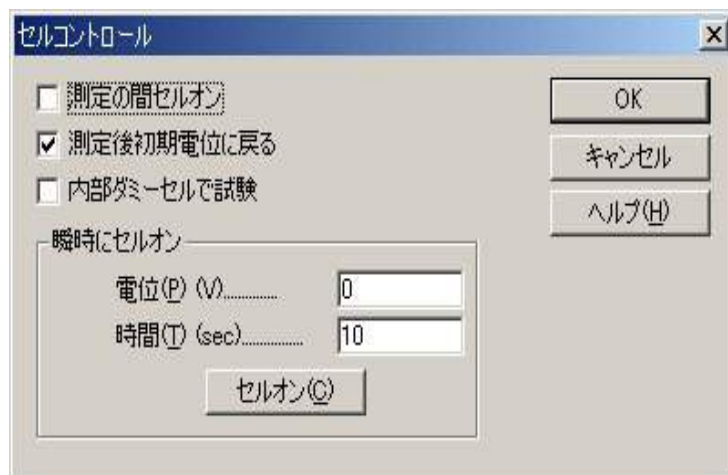 セルコントロール
測定の間セルオン
測定後初期電位に戻る
内部ダミーセルで試験
OK
キャンセル
ヘルプ(H)
瞬時にセルオン
電位(P) (V).............
0
時間(T) (sec)...............
10
セルオン(C)